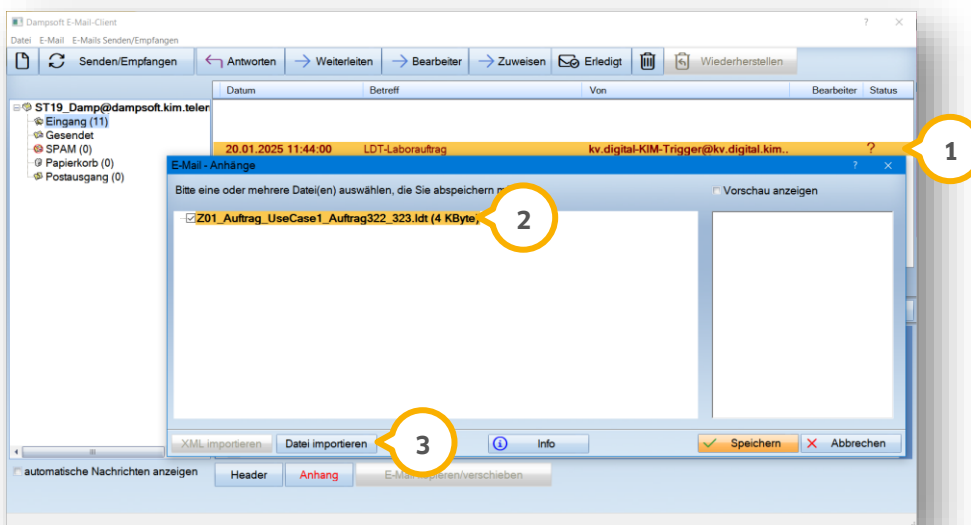 Dampsoft E-Mail-Client
Datei E-Mail E-Mails Senden/Empfangen
Senden/Empfangen Antworten Weiterleiten Bearbeiter Zuweisen Erledigt Wiederherstellen
Datum Betreff Von Bearbeiter Status
ST19_Damp@dampsoft.kim.teler
Eingang (11)
Gesendet
SPAM (0)
Papierkorb (0)
Postausgang (0)
20.01.2025 11:44:00 LDT-Laborauftrag kv.digital-KIM-Trigger@kv.digital.kim.. ?
1
E-Mail - Anhänge ?
Bitte eine oder mehrere Datei(en) auswählen, die Sie abspeichern
Vorschau anzeigen
Z01_Auftrag_UseCase1_Auftrag322_323.ldt (4 KByte)
2
XML importieren Datei importieren
3
Info Speichern Abbrechen
automatische Nachrichten anzeigen
Header Anhang E-Mail kopieren/verschieben